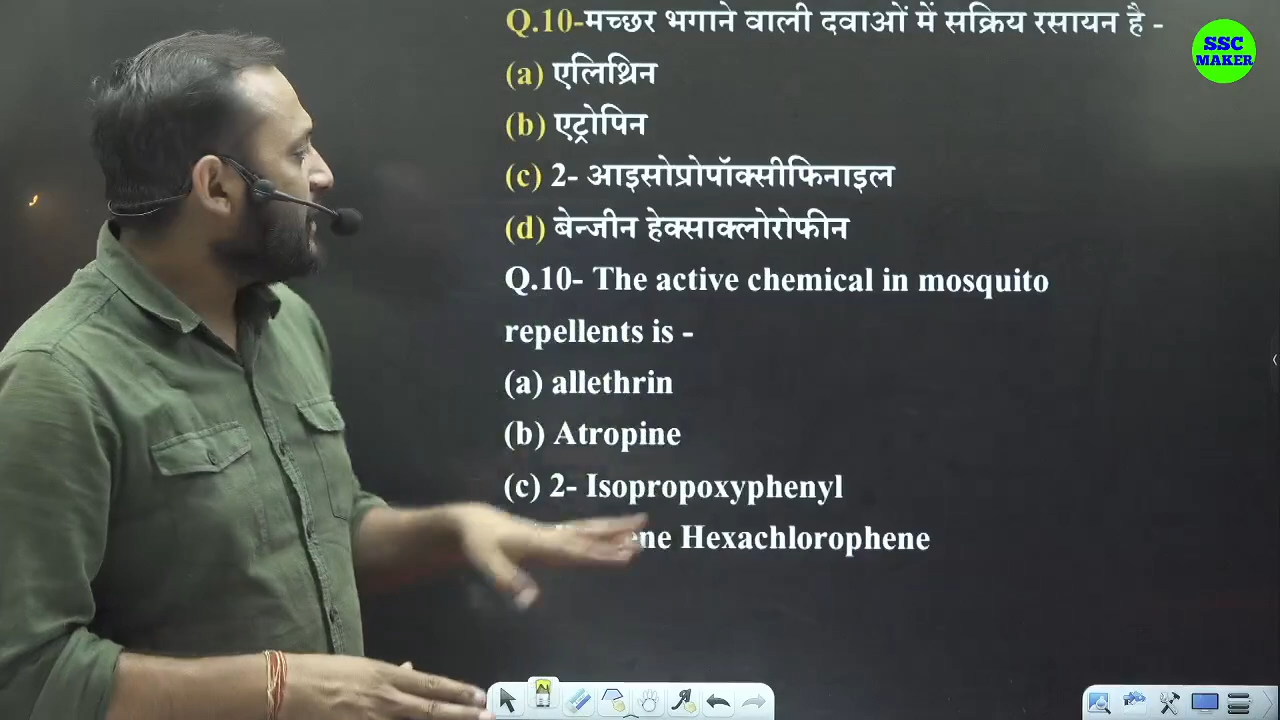 Q.10-मच्छर भगाने वाली दवाओं में सक्रिय रसायन है -
SSC
MAKER
(a) एलिथ्रिन
(b) एट्रोपिन
(c) 2- आइसोप्रोपॉक्सीफिनाइल
(d) बेन्जीन हेक्साक्लोरोफीन
Q.10- The active chemical in mosquito
repellents is -
(a) allethrin
(b) Atropine
(c) 2- Isopropoxyphenyl
Hexachlorophene